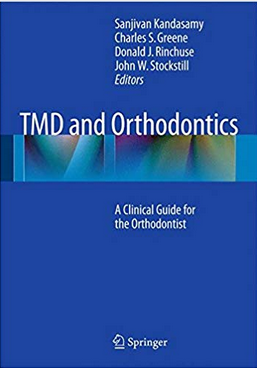 Sanjivan Kandasamy
Charles S. Greene
Donald J. Rinchuse
John W. Stockstill
Editors
TMD and Orthodontics
A Clinical Guide for
the Orthodontist
Springer